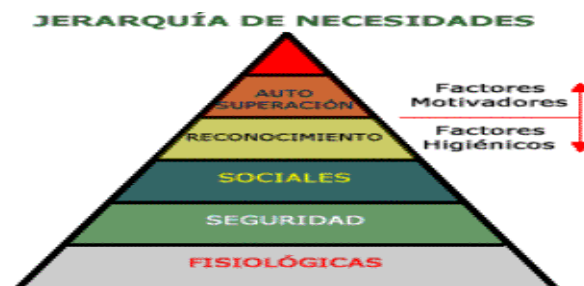 JERARQUÍA DE NECESIDADES
AUTO
SUPERACIÓN
Factores
Motivadores
RECONOCIMIENTO
Factores
Higiénicos
SOCIALES
SEGURIDAD
FISIOLÓGICAS